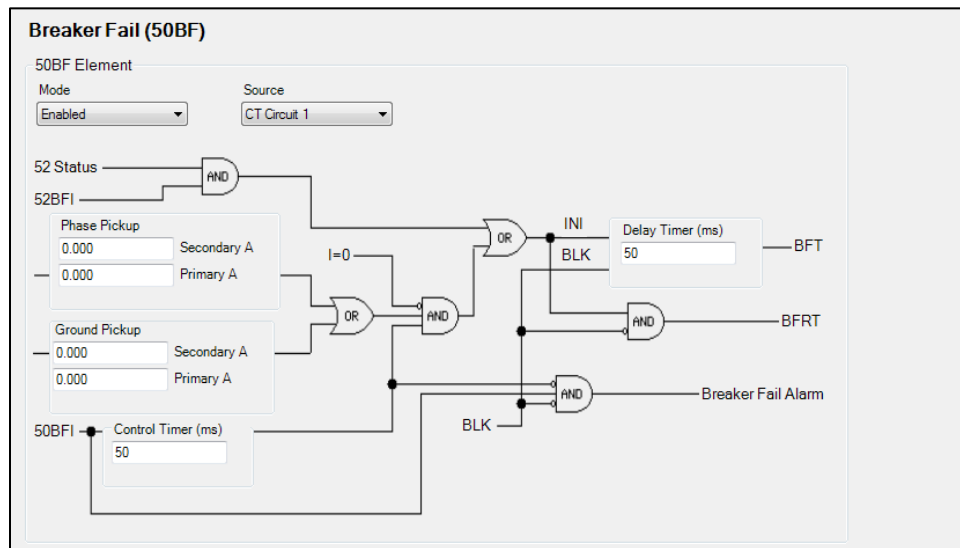 Breaker Fail (50BF)
50BF Element
Mode
Source
Enabled
CT Circuit 1
52 Status
AND
52BFI
Phase Pickup
0.000 Secondary A
0.000 Primary A
I=0
OR
INI
BLK
Delay Timer (ms)
50
BFT
OR
AND
AND
BFRT
Ground Pickup
0.000 Secondary A
0.000 Primary A
AND
Breaker Fail Alarm
BLK
50BFI
Control Timer (ms)
50